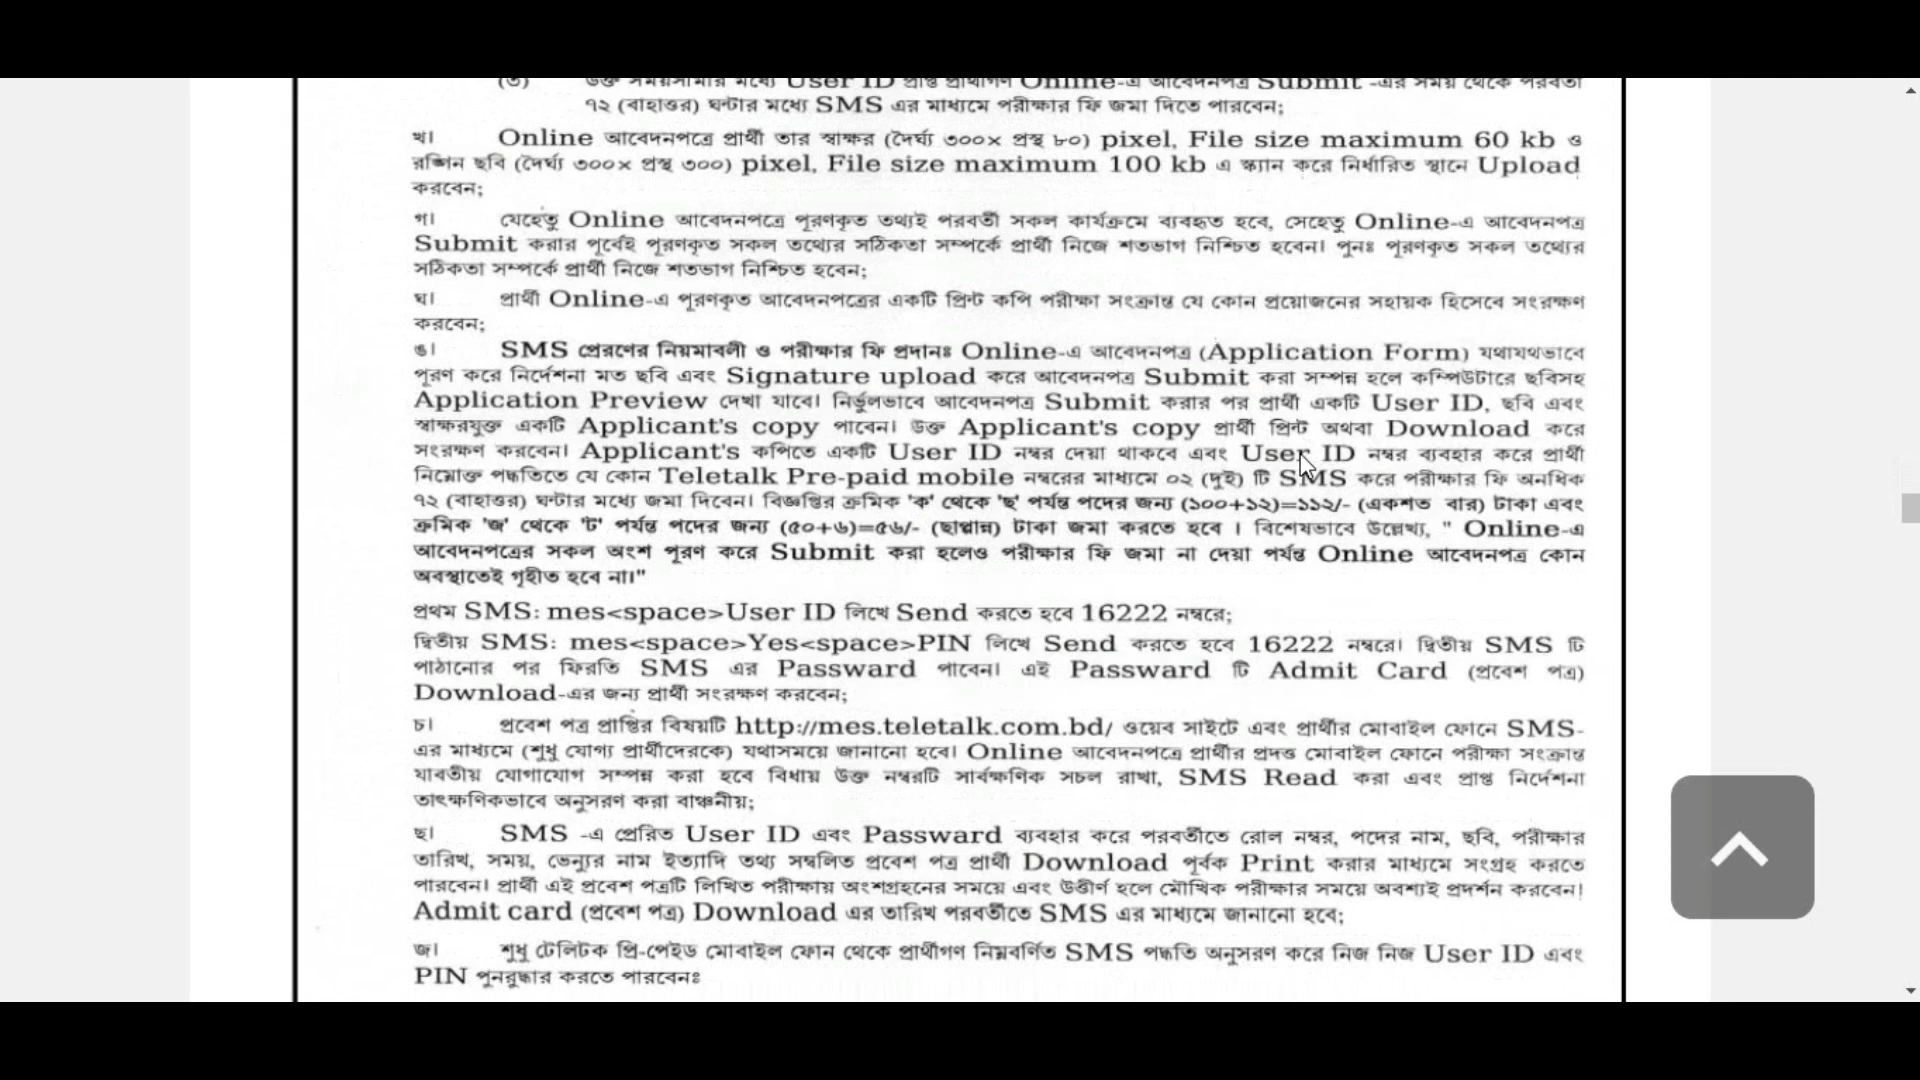 (৩) উক্ত সময়সীমার মধ্যে User ID প্রাপ্ত প্রার্থীগণ Online-এ আবেদনপত্র Submit -এর সময় থেকে পরবর্তী
৭২ (বাহাত্তর) ঘন্টার মধ্যে SMS এর মাধ্যমে পরীক্ষার ফি জমা দিতে পারবেন;
খ। Online আবেদনপত্রে প্রার্থী তার স্বাক্ষর (দৈর্ঘ্য ৩০০× প্রস্থ ৮০) pixel, File size maximum 60 kb ও
রঙ্গিন ছবি (দৈর্ঘ্য ৩০০× প্রস্থ ৩০০) pixel, File size maximum 100 kb এ স্ক্যান করে নির্ধারিত স্থানে Upload
করবেন;
গ। যেহেতু Online আবেদনপত্রে পূরণকৃত তথ্যই পরবর্তী সকল কার্যক্রমে ব্যবহৃত হবে, সেহেতু Online-এ আবেদনপত্র
Submit করার পূর্বেই পূরণকৃত সকল তথ্যের সঠিকতা সম্পর্কে প্রার্থী নিজে শতভাগ নিশ্চিত হবেন। পুনঃ পূরণকৃত সকল তথ্যের
সঠিকতা সম্পর্কে প্রার্থী নিজে শতভাগ নিশ্চিত হবেন;
ঘ। প্রার্থী Online-এ পূরণকৃত আবেদনপত্রের একটি প্রিন্ট কপি পরীক্ষা সংক্রান্ত যে কোন প্রয়োজনের সহায়ক হিসেবে সংরক্ষণ
করবেন;
ঙ। SMS প্রেরণের নিয়মাবলী ও পরীক্ষার ফি প্রদানঃ Online-এ আবেদনপত্র (Application Form) যথাযথভাবে
পূরণ করে নির্দেশনা মত ছবি এবং Signature upload করে আবেদনপত্র Submit করা সম্পন্ন হলে কম্পিউটারে ছবিসহ
Application Preview দেখা যাবে। নির্ভুলভাবে আবেদনপত্র Submit করার পর প্রার্থী একটি User ID, ছবি এবং
স্বাক্ষরযুক্ত একটি Applicant's copy পাবেন। উক্ত Applicant's copy প্রার্থী প্রিন্ট অথবা Download করে
সংরক্ষণ করবেন। Applicant's কপিতে একটি User ID নম্বর দেয়া থাকবে এবং User ID নম্বর ব্যবহার করে প্রার্থী
নিম্নোক্ত পদ্ধতিতে যে কোন Teletalk Pre-paid mobile নম্বরের মাধ্যমে ০২ (দুই) টি SMS করে পরীক্ষার ফি অনধিক
৭২ (বাহাত্তর) ঘন্টার মধ্যে জমা দিবেন। বিজ্ঞপ্তির ক্রমিক 'ক' থেকে 'ছ' পর্যন্ত পদের জন্য (১০০+১২)=১১২/- (একশত বার) টাকা এবং
ক্রমিক 'জ' থেকে 'ট' পর্যন্ত পদের জন্য (৫০+৬)=৫৬/- (ছাপ্পান্ন) টাকা জমা করতে হবে । বিশেষভাবে উল্লেখ্য, " Online-এ
আবেদনপত্রের সকল অংশ পূরণ করে Submit করা হলেও পরীক্ষার ফি জমা না দেয়া পর্যন্ত Online আবেদনপত্র কোন
অবস্থাতেই গৃহীত হবে না।"
প্রথম SMS: mes<space>User ID লিখে Send করতে হবে 16222 নম্বরে;
দ্বিতীয় SMS: mes<space>Yes<space>PIN লিখে Send করতে হবে 16222 নম্বরে। দ্বিতীয় SMS টি
পাঠানোর পর ফিরতি SMS এর Passward পাবেন। এই Passward টি Admit Card (প্রবেশ পত্র)
Download-এর জন্য প্রার্থী সংরক্ষণ করবেন;
চ। প্রবেশ পত্র প্রাপ্তির বিষয়টি http://mes.teletalk.com.bd/ ওয়েব সাইটে এবং প্রার্থীর মোবাইল ফোনে SMS-
এর মাধ্যমে (শুধু যোগ্য প্রার্থীদেরকে) যথাসময়ে জানানো হবে। Online আবেদনপত্রে প্রার্থীর প্রদত্ত মোবাইল ফোনে পরীক্ষা সংক্রান্ত
যাবতীয় যোগাযোগ সম্পন্ন করা হবে বিধায় উক্ত নম্বরটি সার্বক্ষণিক সচল রাখা, SMS Read করা এবং প্রাপ্ত নির্দেশনা
তাৎক্ষণিকভাবে অনুসরণ করা বাঞ্চনীয়;
ছ। SMS -এ প্রেরিত User ID এবং Passward ব্যবহার করে পরবর্তীতে রোল নম্বর, পদের নাম, ছবি, পরীক্ষার
তারিখ, সময়, ভেন্যুর নাম ইত্যাদি তথ্য সম্বলিত প্রবেশ পত্র প্রার্থী Download পূর্বক Print করার মাধ্যমে সংগ্রহ করতে
পারবেন। প্রার্থী এই প্রবেশ পত্রটি লিখিত পরীক্ষায় অংশগ্রহনের সময়ে এবং উত্তীর্ণ হলে মৌখিক পরীক্ষার সময়ে অবশ্যই প্রদর্শন করবেন।
Admit card (প্রবেশ পত্র) Download এর তারিখ পরবর্তীতে SMS এর মাধ্যমে জানানো হবে;
জ। শুধু টেলিটক প্রি-পেইড মোবাইল ফোন থেকে প্রার্থীগণ নিম্নবর্ণিত SMS পদ্ধতি অনুসরণ করে নিজ নিজ User ID এবং
PIN পুনরুদ্ধার করতে পারবেনঃ